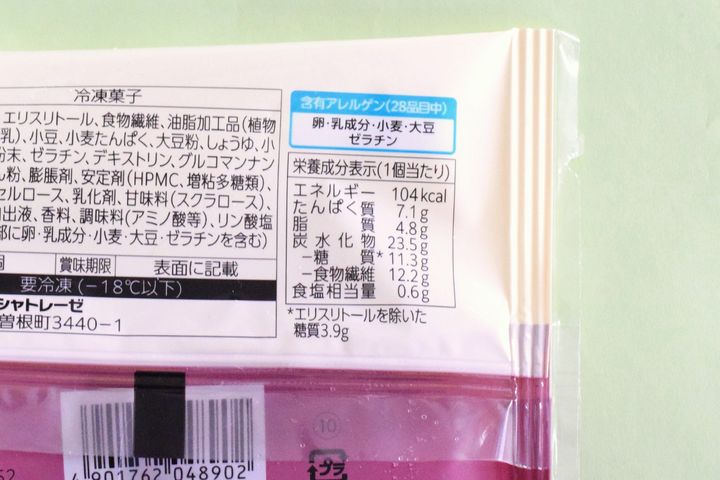 冷凍菓子
エリスリトール、食物繊維、油脂加工品(植物
乳)、小豆、小麦たんぱく、大豆粉、しょうゆ、小
粉末、ゼラチン、デキストリン、グルコマンナン
ん粉、膨脹剤、安定剤(HPMC、増粘多糖類)、
セルロース、乳化剤、甘味料(スクラロース)、
出液、香料、調味料(アミノ酸等)、リン酸塩
部に卵・乳成分・小麦・大豆・ゼラチンを含む)
賞味期限 表面に記載
要冷凍(−18℃以下)
シャトレーゼ
曽根町3440−1
含有アレルゲン(28品目中)
卵・乳成分・小麦・大豆
ゼラチン
栄養成分表示(1個当たり)
エネルギー 104kcal
たんぱく質 7.1g
脂質 4.8g
炭水化物 23.5g
−糖質* 11.3g
−食物繊維 12.2g
食塩相当量 0.6g
*エリスリトールを除いた
糖質3.9g
10
4 901762 048902
プラ